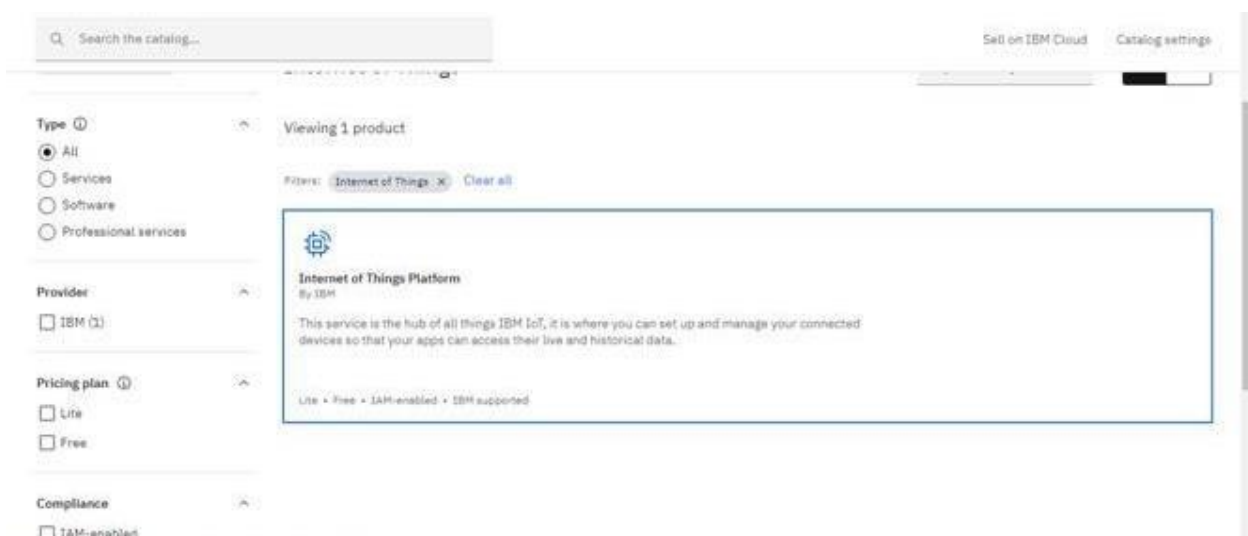 Search the catalog...
Sell on IBM Cloud
Catalog settings
Type
All
Services
Software
Professional services
Provider
IBM (1)
Pricing plan
Lite
Free
Compliance
IAM-enabled
Viewing 1 product
Filters: Internet of Things × Clear all
Internet of Things Platform
By IBM
This service is the hub of all things IBM IoT, it is where you can set up and manage your connected
devices so that your apps can access their live and historical data.
Lite • Free • IAM-enabled • IBM supported